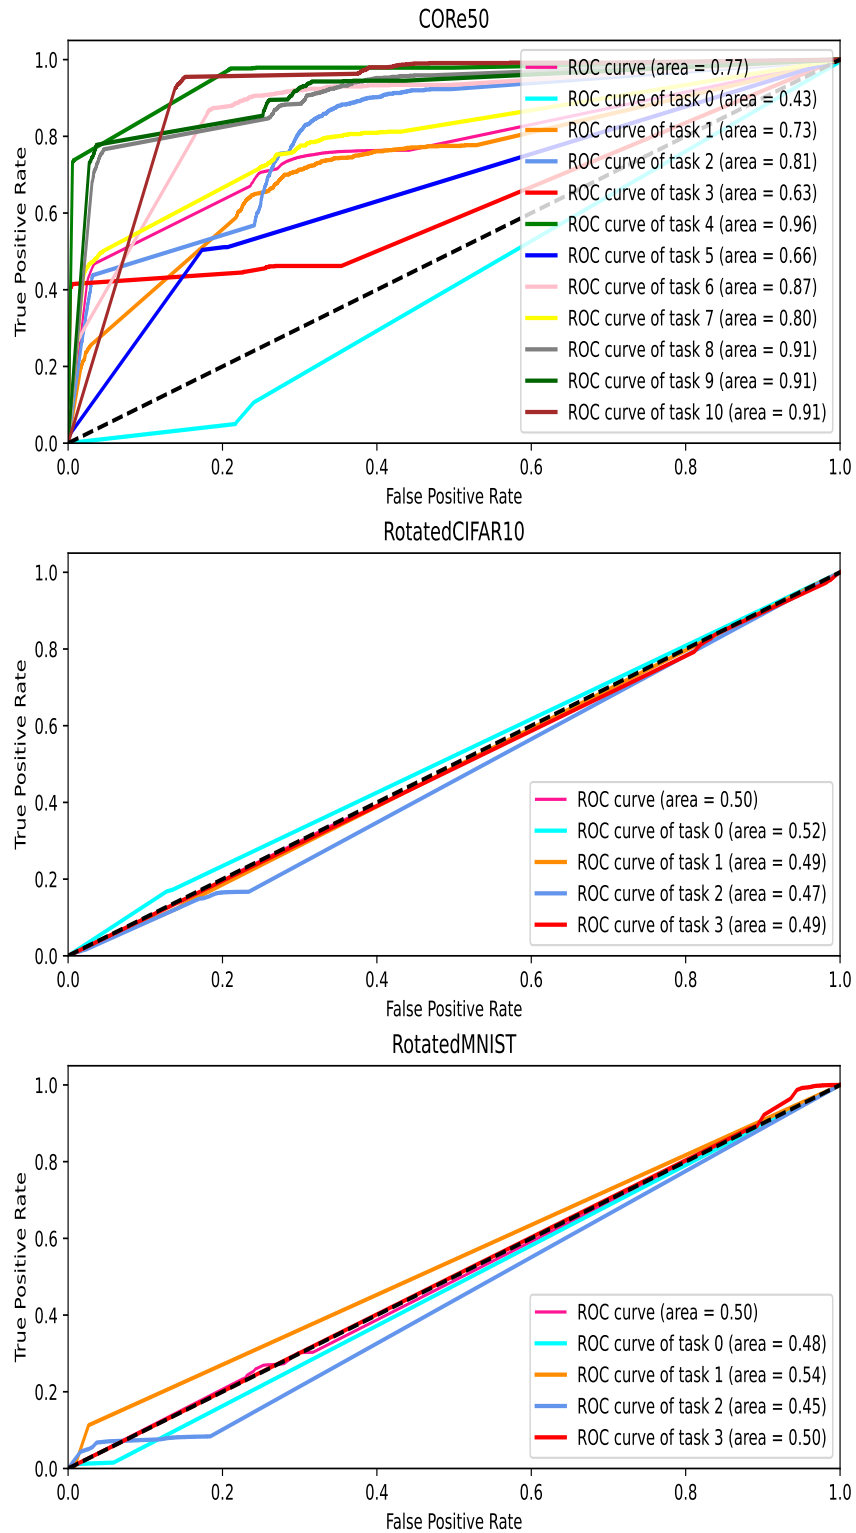 CORe50
True Positive Rate
1.0
0.8
0.6
0.4
0.2
0.0
ROC curve (area = 0.77)
ROC curve of task 0 (area = 0.43)
ROC curve of task 1 (area = 0.73)
ROC curve of task 2 (area = 0.81)
ROC curve of task 3 (area = 0.63)
ROC curve of task 4 (area = 0.96)
ROC curve of task 5 (area = 0.66)
ROC curve of task 6 (area = 0.87)
ROC curve of task 7 (area = 0.80)
ROC curve of task 8 (area = 0.91)
ROC curve of task 9 (area = 0.91)
ROC curve of task 10 (area = 0.91)
0.0 0.2 0.4 0.6 0.8 1.0
False Positive Rate
RotatedCIFAR10
True Positive Rate
1.0
0.8
0.6
0.4
0.2
0.0
ROC curve (area = 0.50)
ROC curve of task 0 (area = 0.52)
ROC curve of task 1 (area = 0.49)
ROC curve of task 2 (area = 0.47)
ROC curve of task 3 (area = 0.49)
0.0 0.2 0.4 0.6 0.8 1.0
False Positive Rate
RotatedMNIST
True Positive Rate
1.0
0.8
0.6
0.4
0.2
0.0
ROC curve (area = 0.50)
ROC curve of task 0 (area = 0.48)
ROC curve of task 1 (area = 0.54)
ROC curve of task 2 (area = 0.45)
ROC curve of task 3 (area = 0.50)
0.0 0.2 0.4 0.6 0.8 1.0
False Positive Rate